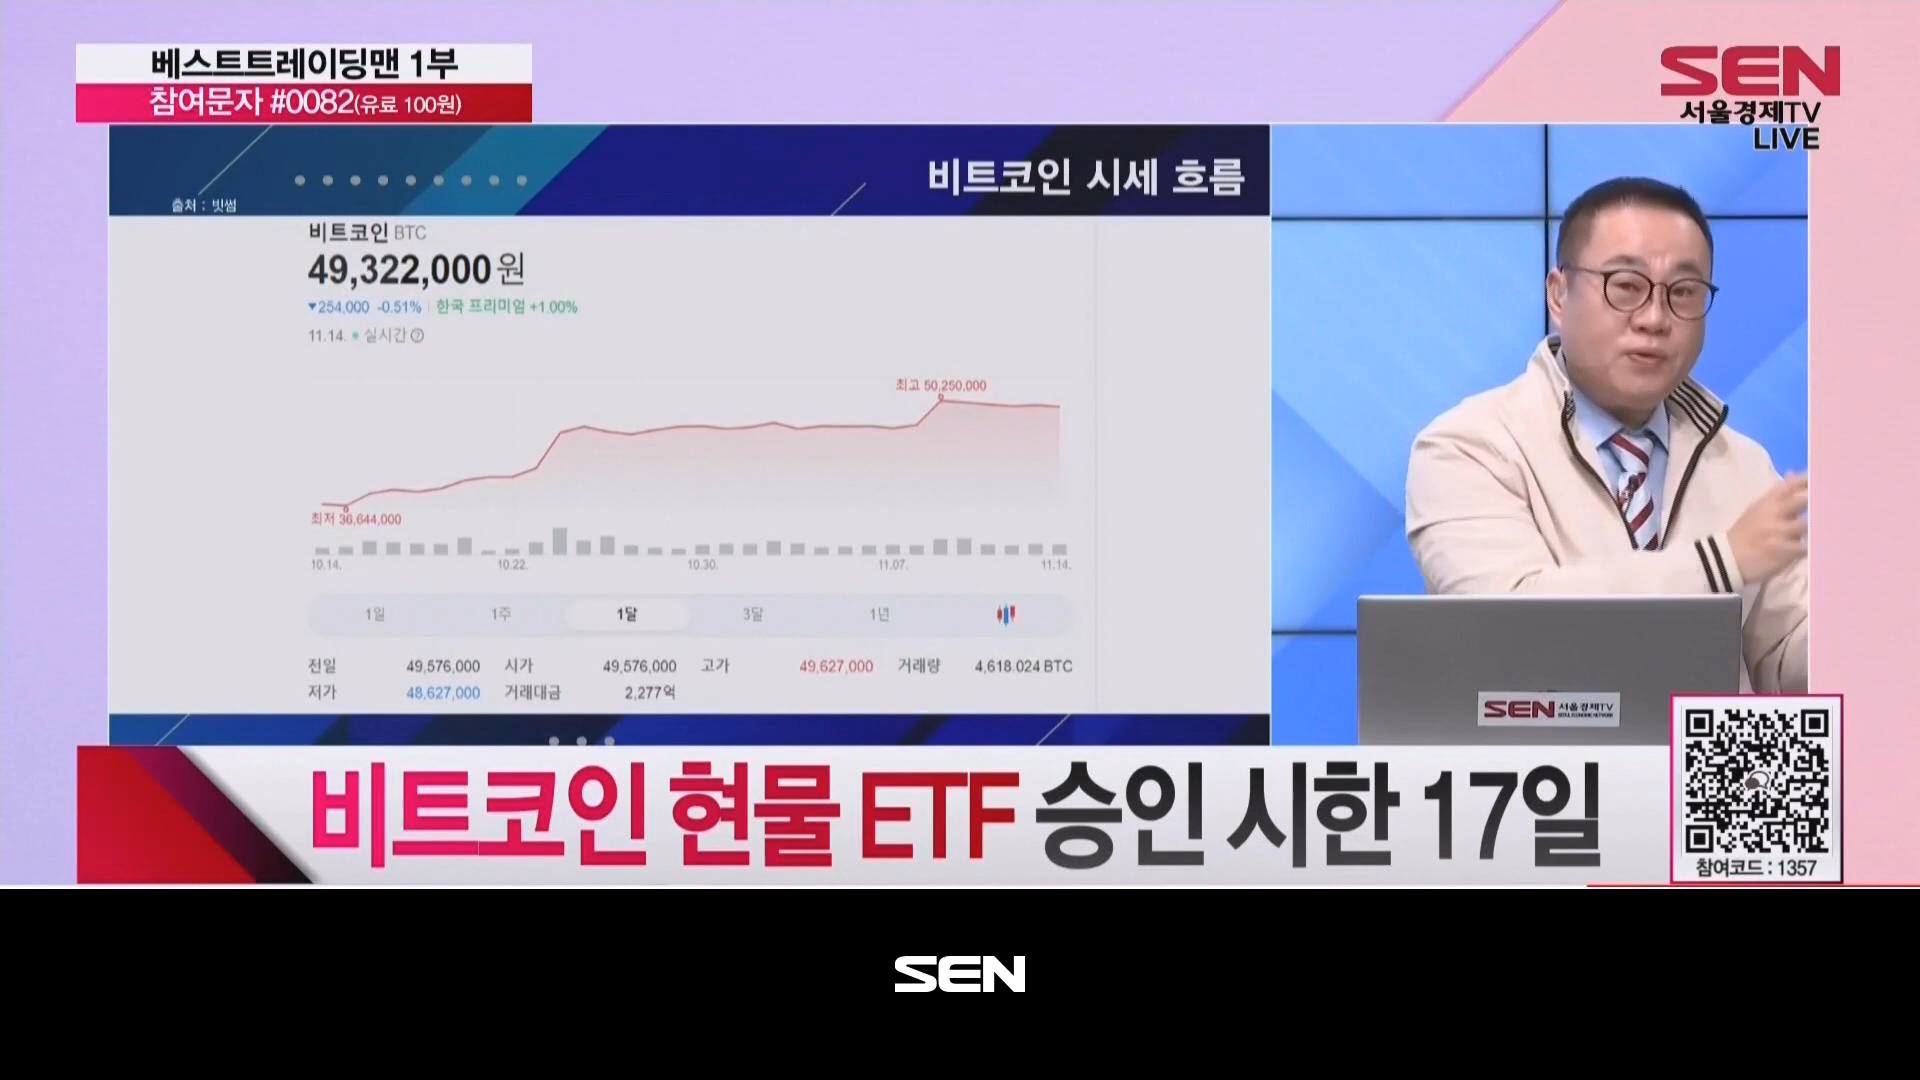 베스트트레이딩맨 1부
참여문자 #0082(유료 100원)
SEN
서울경제TV
LIVE
비트코인 시세 흐름
출처 : 빗썸
비트코인 BTC
49,322,000원
▼254,000 -0.51% 한국 프리미엄 +1.00%
11.14. 실시간
최고 50,250,000
최저 36,644,000
10.14. 10.22. 10.30. 11.07. 11.14.
1일 1주 1달 3달 1년
전일 49,576,000 시가 49,576,000 고가 49,627,000 거래량 4,618.024 BTC
저가 48,627,000 거래대금 2,277억
SEN 서울경제TV
비트코인 현물 ETF 승인 시한 17일
참여코드 : 1357
SEN